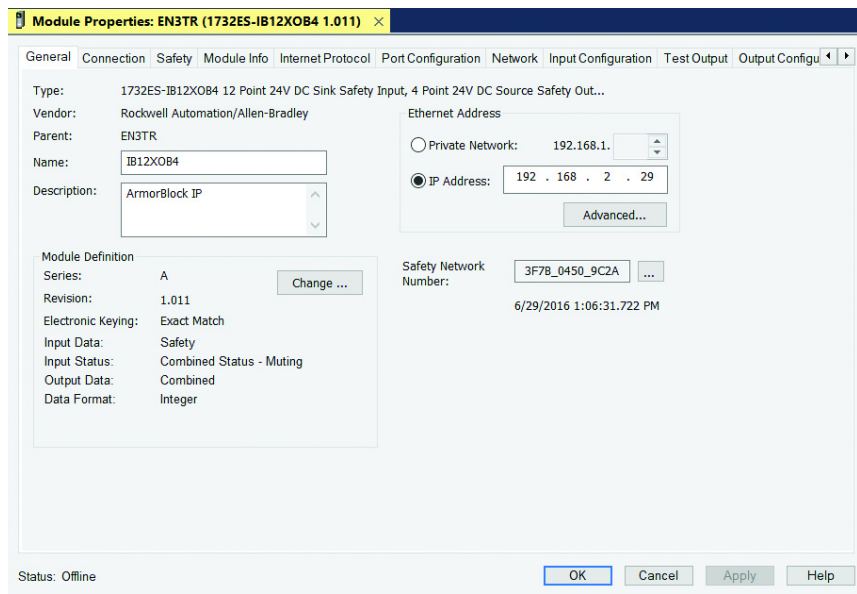 Module Properties: EN3TR (1732ES-IB12XOB4 1.011) ×
General Connection Safety Module Info Internet Protocol Port Configuration Network Input Configuration Test Output Output Configu
Type: 1732ES-IB12XOB4 12 Point 24V DC Sink Safety Input, 4 Point 24V DC Source Safety Out...
Vendor: Rockwell Automation/Allen-Bradley
Parent: EN3TR
Name: IB12XOB4
Description: ArmorBlock IP
Ethernet Address
Private Network: 192.168.1.
IP Address: 192 . 168 . 2 . 29
Advanced...
Module Definition
Series: A
Change ...
Revision: 1.011
Electronic Keying: Exact Match
Input Data: Safety
Input Status: Combined Status - Muting
Output Data: Combined
Data Format: Integer
Safety Network
Number: 3F7B_0450_9C2A ...
6/29/2016 1:06:31.722 PM
Status: Offline
OK Cancel Apply Help